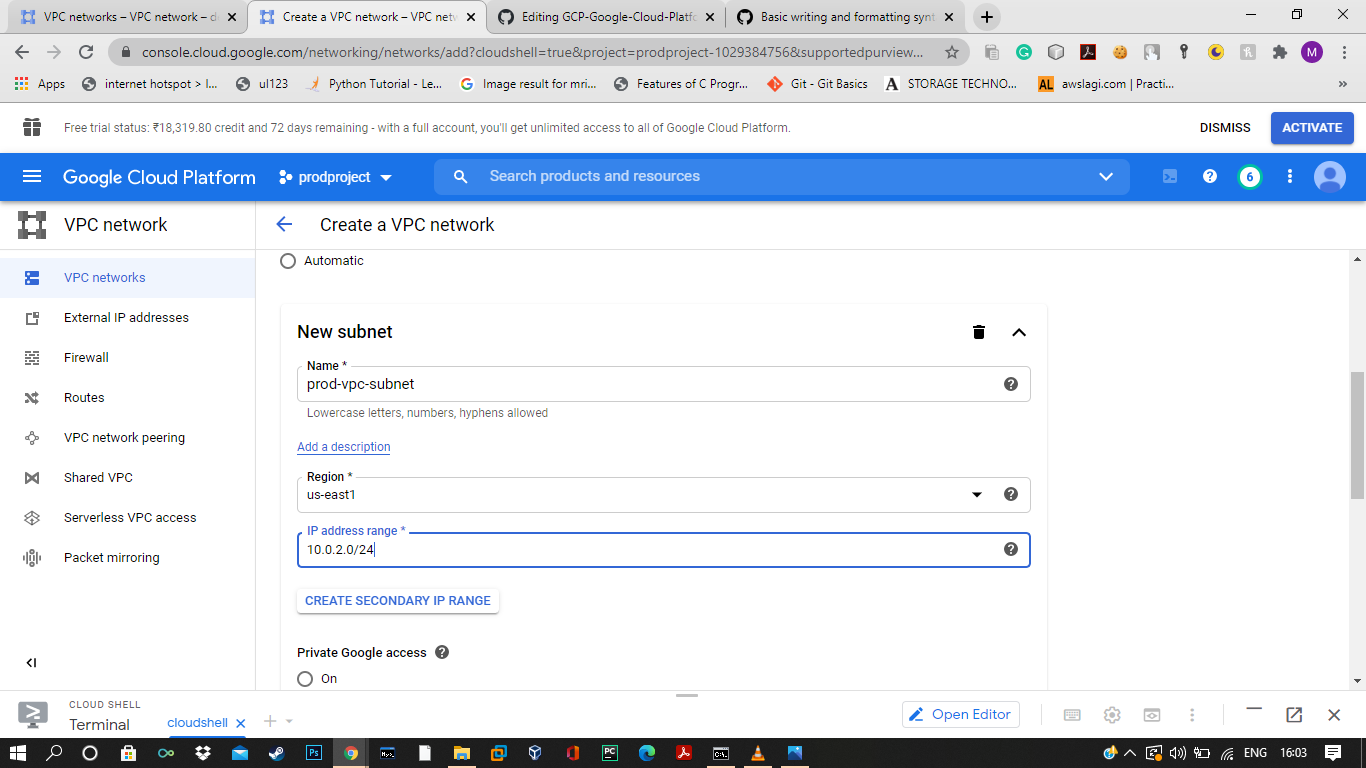 VPC networks – VPC network – d
Create a VPC network – VPC netw
Editing GCP-Google-Cloud-Platfo
Basic writing and formatting synt
console.cloud.google.com/networking/networks/add?cloudshell=true&project=prodproject-1029384756&supportedpurview...
M
Apps
internet hotspot > l...
ul123
Python Tutorial - Le...
Image result for mri...
Features of C Progr...
Git - Git Basics
STORAGE TECHNO...
awslagi.com | Practi...
Free trial status: ₹18,319.80 credit and 72 days remaining - with a full account, you'll get unlimited access to all of Google Cloud Platform.
DISMISS
ACTIVATE
Google Cloud Platform
prodproject
Search products and resources
6
VPC network
Create a VPC network
VPC networks
External IP addresses
Firewall
Routes
VPC network peering
Shared VPC
Serverless VPC access
Packet mirroring
Automatic
New subnet
Name *
prod-vpc-subnet
Lowercase letters, numbers, hyphens allowed
Add a description
Region *
us-east1
IP address range *
10.0.2.0/24
CREATE SECONDARY IP RANGE
Private Google access
On
CLOUD SHELL
Terminal
cloudshell
Open Editor
ENG
16:03